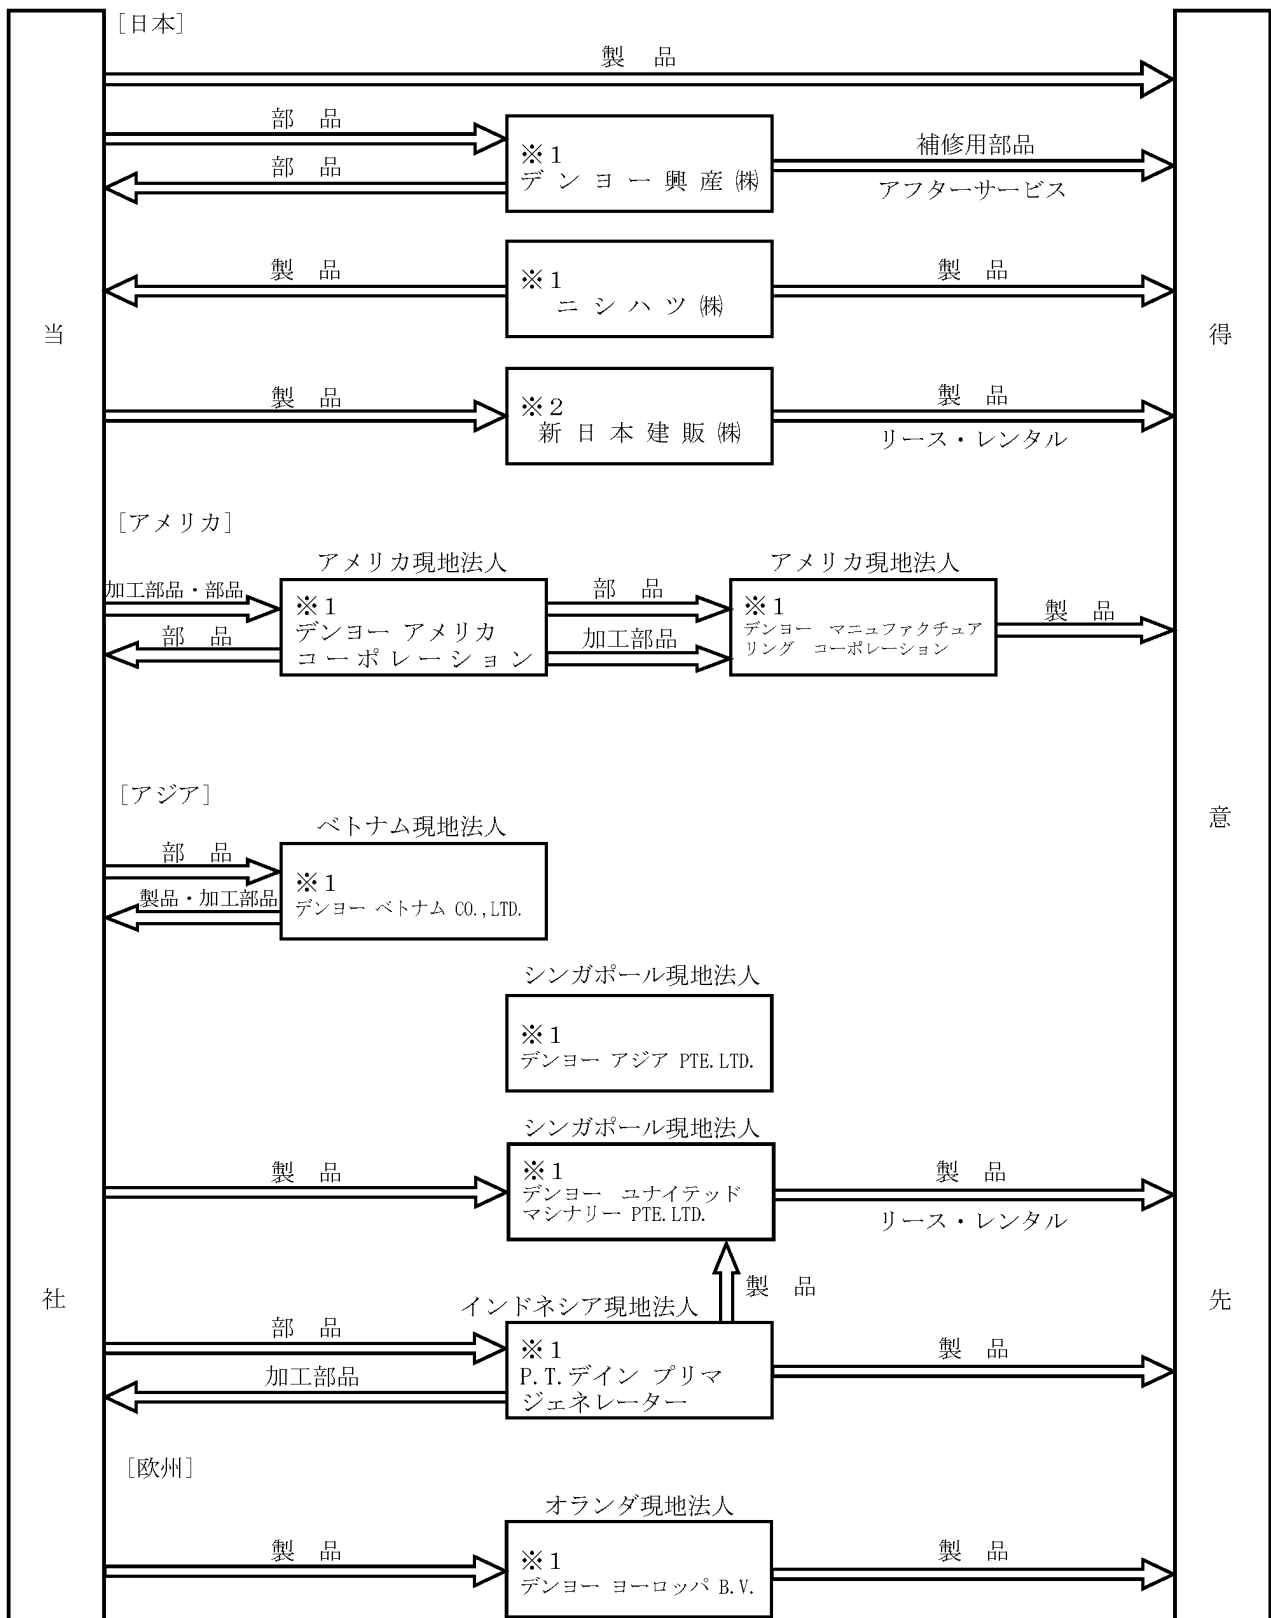 [日本]
製　品
部　品
※1
デンヨー興産㈱
部　品
補修用部品
アフターサービス
製　品
※1
ニシハツ㈱
製　品
当
得
製　品
※2
新日本建販㈱
製　品
リース・レンタル
[アメリカ]
アメリカ現地法人
アメリカ現地法人
加工部品・部品
部　品
※1
デンヨー アメリカ
コーポレーション
部　品
加工部品
※1
デンヨー　マニュファクチュア
リング　コーポレーション
製　品
[アジア]
意
ベトナム現地法人
部　品
製品・加工部品
※1
デンヨー ベトナム CO.,LTD.
シンガポール現地法人
※1
デンヨー アジア PTE.LTD.
シンガポール現地法人
製　品
※1
デンヨー　ユナイテッド
マシナリー PTE.LTD.
製　品
リース・レンタル
製　品
社
先
インドネシア現地法人
部　品
加工部品
※1
P.T.デイン プリマ
ジェネレーター
製　品
[欧州]
オランダ現地法人
製　品
※1
デンヨー ヨーロッパ B.V.
製　品